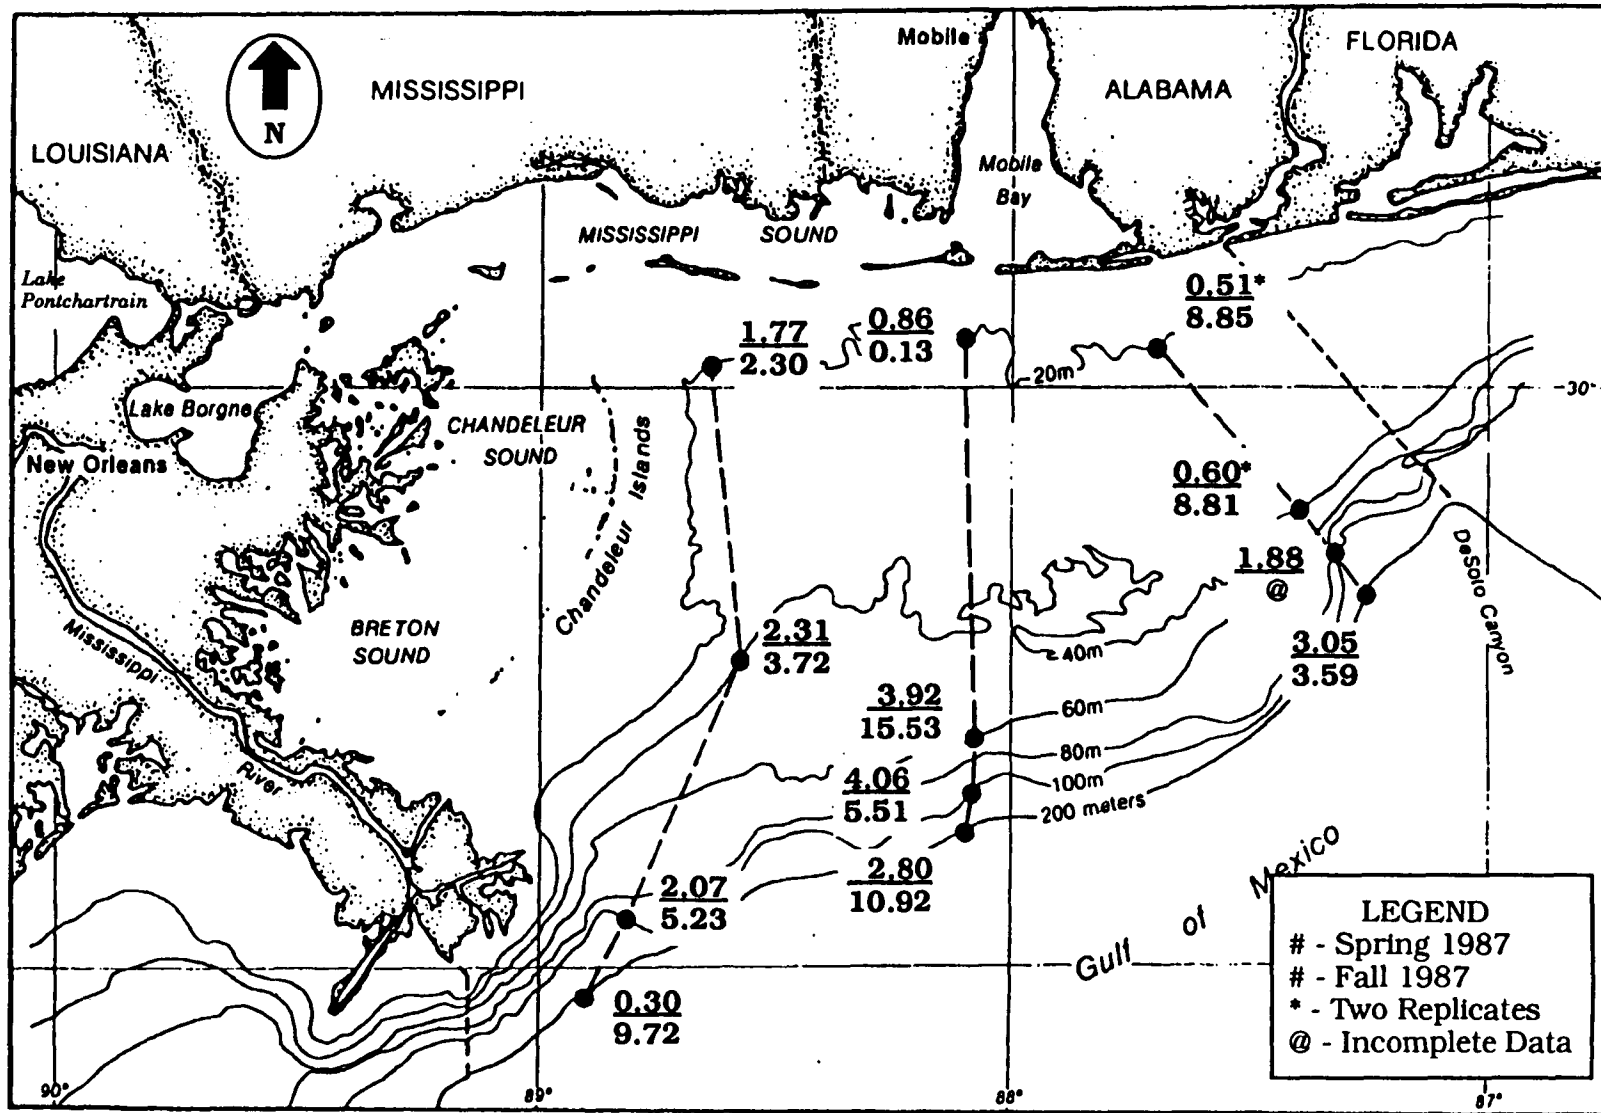 Mobile
FLORIDA
MISSISSIPPI
ALABAMA
N
LOUISIANA
Mobile
Bay
MISSISSIPPI SOUND
Lake
Pontchartrain
0.51*
8.85
1.77
2.30
0.86
0.13
20m
30°
Lake Borgne
CHANDELEUR
SOUND
New Orleans
Chandeleur Islands
0.60*
8.81
1.88
@
DeSoto Canyon
Mississippi
River
BRETON
SOUND
2.31
3.72
40m
3.05
3.59
3.92
15.53
60m
80m
4.06
5.51
100m
200 meters
2.80
10.92
2.07
5.23
Gulf of Mexico
0.30
9.72
LEGEND
# - Spring 1987
# - Fall 1987
* - Two Replicates
@ - Incomplete Data
90°
89°
88°
87°